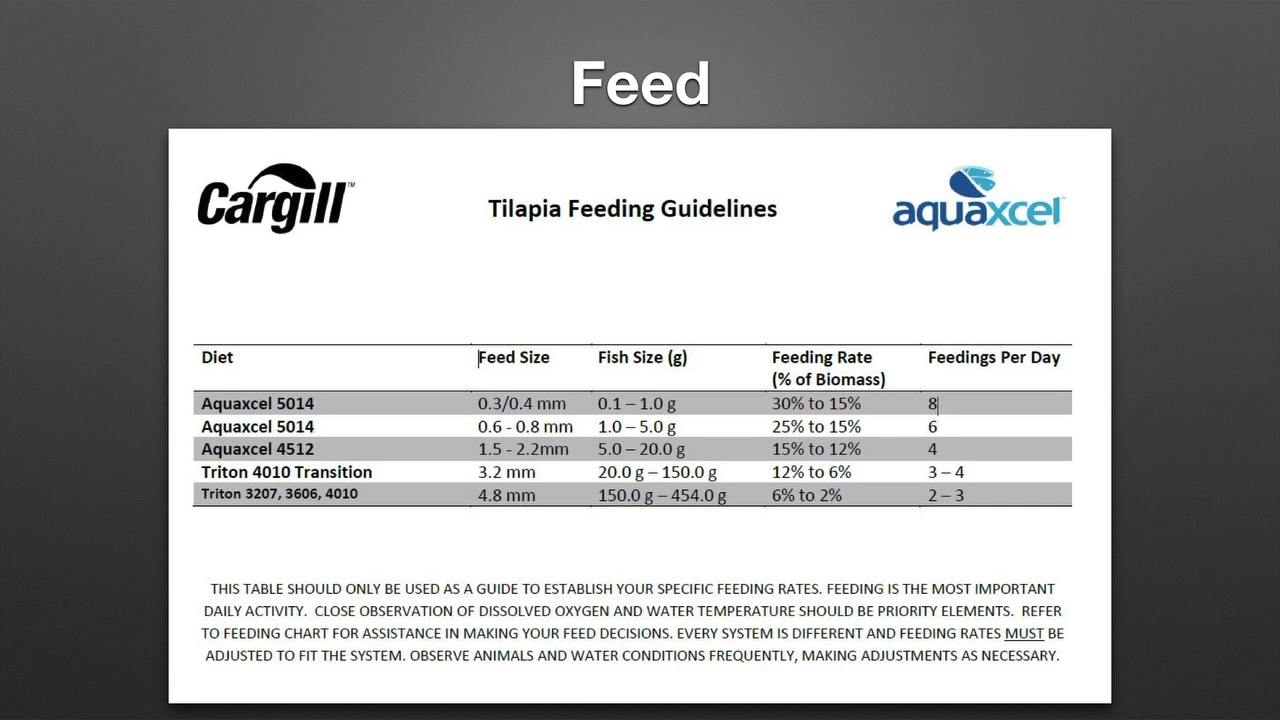 Feed
Cargill™
Tilapia Feeding Guidelines
aquaxcel™
Diet Feed Size Fish Size (g) Feeding Rate (% of Biomass) Feedings Per Day
Aquaxcel 5014 0.3/0.4 mm 0.1 – 1.0 g 30% to 15% 8
Aquaxcel 5014 0.6 - 0.8 mm 1.0 – 5.0 g 25% to 15% 6
Aquaxcel 4512 1.5 - 2.2mm 5.0 – 20.0 g 15% to 12% 4
Triton 4010 Transition 3.2 mm 20.0 g – 150.0 g 12% to 6% 3 – 4
Triton 3207, 3606, 4010 4.8 mm 150.0 g – 454.0 g 6% to 2% 2 – 3
THIS TABLE SHOULD ONLY BE USED AS A GUIDE TO ESTABLISH YOUR SPECIFIC FEEDING RATES. FEEDING IS THE MOST IMPORTANT
DAILY ACTIVITY. CLOSE OBSERVATION OF DISSOLVED OXYGEN AND WATER TEMPERATURE SHOULD BE PRIORITY ELEMENTS. REFER
TO FEEDING CHART FOR ASSISTANCE IN MAKING YOUR FEED DECISIONS. EVERY SYSTEM IS DIFFERENT AND FEEDING RATES MUST BE
ADJUSTED TO FIT THE SYSTEM. OBSERVE ANIMALS AND WATER CONDITIONS FREQUENTLY, MAKING ADJUSTMENTS AS NECESSARY.